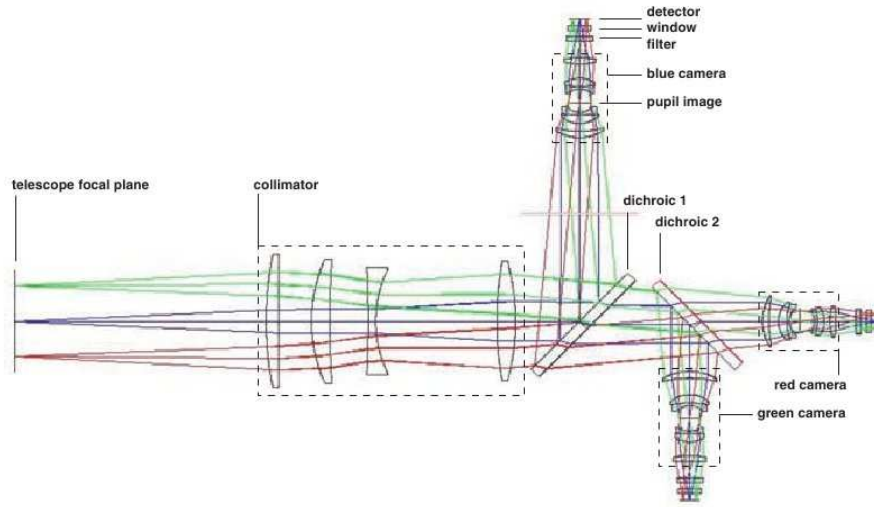 detector
window
filter
blue camera
pupil image
telescope focal plane
collimator
dichroic 1
dichroic 2
red camera
green camera